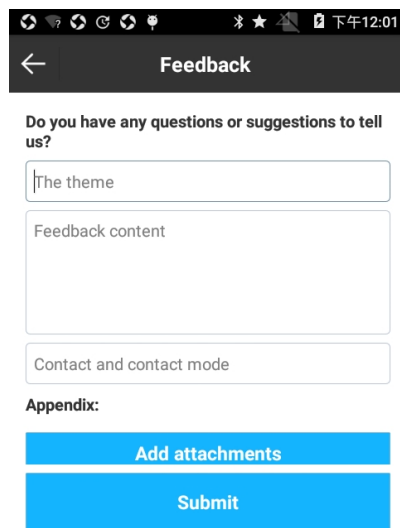 下午12:01
Feedback
Do you have any questions or suggestions to tell
us?
The theme
Feedback content
Contact and contact mode
Appendix:
Add attachments
Submit